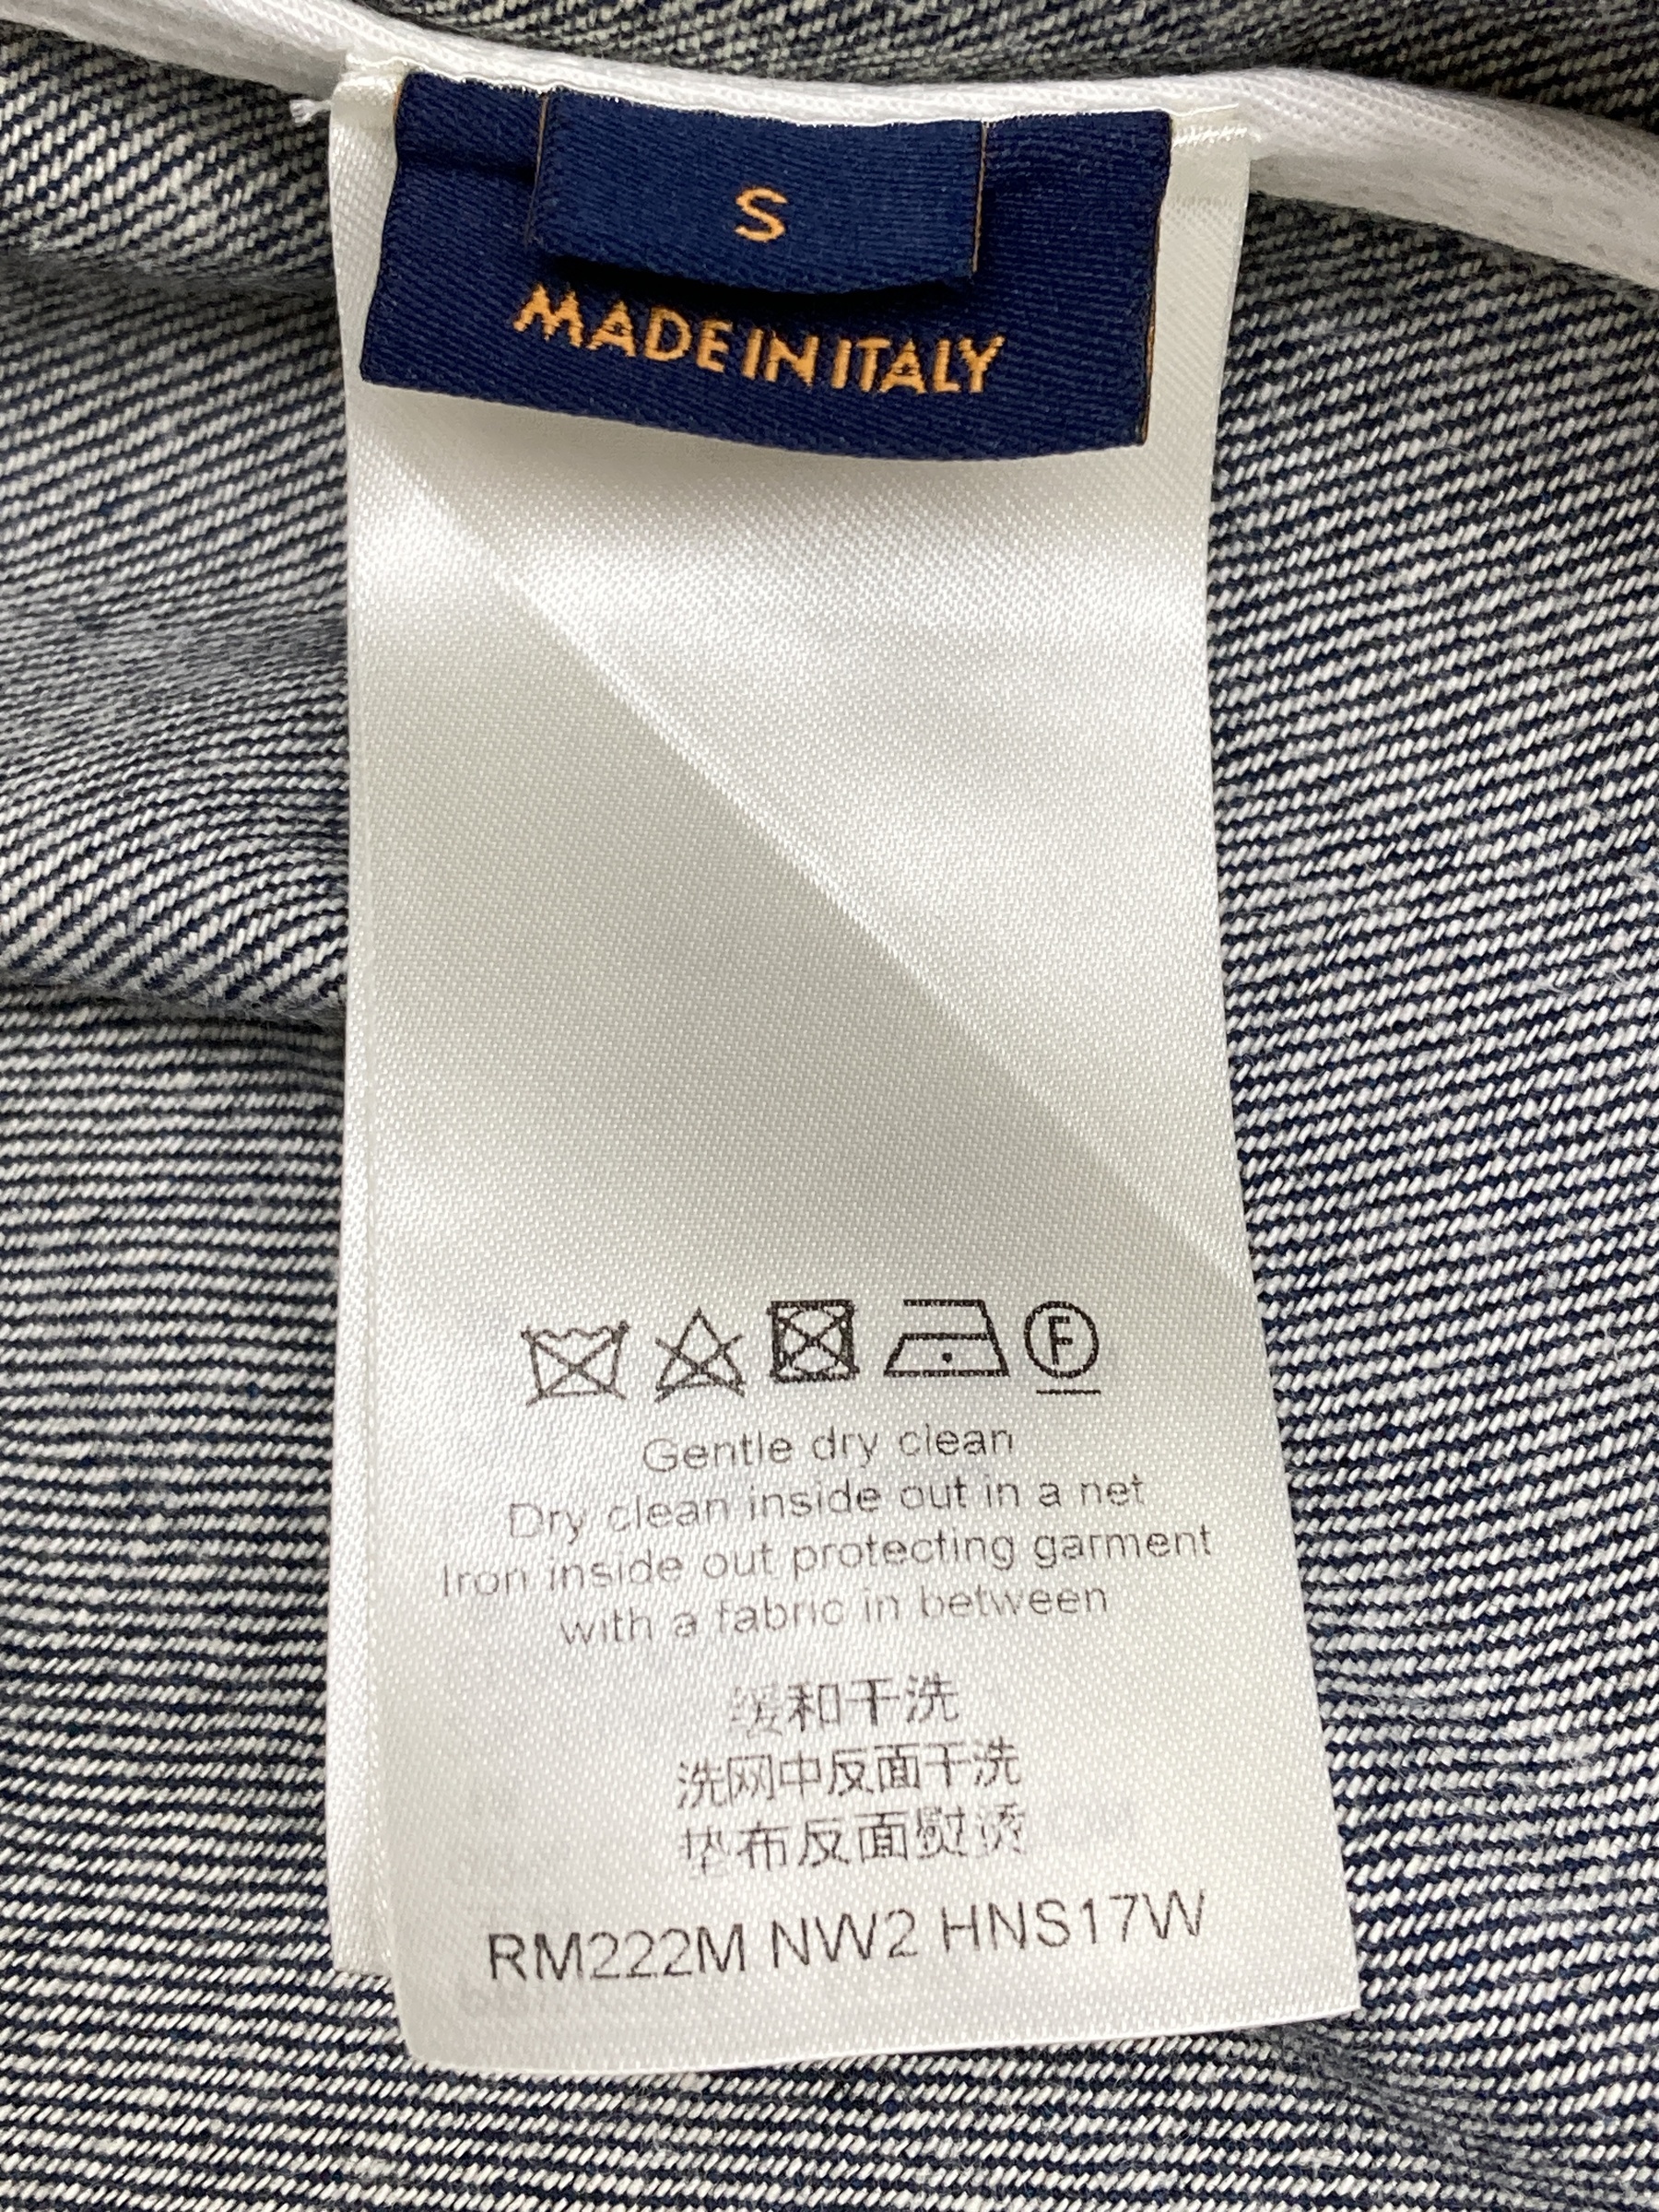 S
MADE IN ITALY
F
Gentle dry clean
Dry clean inside out in a net
Iron inside out protecting garment
with a fabric in between
缓和干洗
洗网中反面干洗
垫布反面熨烫
RM222M NW2 HNS17W